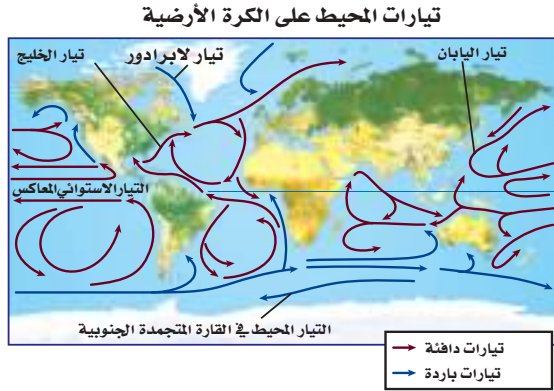 تيارات المحيط على الكرة الأرضية
تيار الخليج
تيار لابرادور
تيار اليابان
التيار الاستوائي المعاكس
التيار المحيط في القارة المتجمدة الجنوبية
تيارات دافئة
تيارات باردة